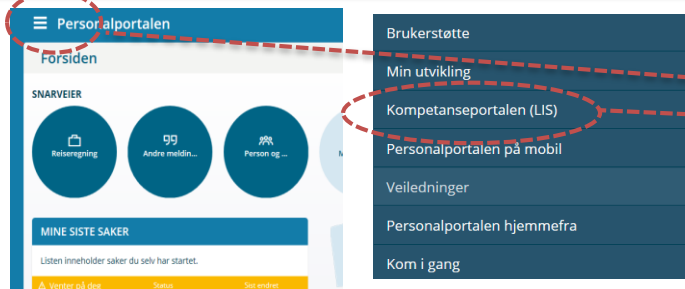 Personalportalen
Forsiden
SNARVEIER
Reiseregning
Andre meldin...
Person og ...
MINE SISTE SAKER
Listen inneholder saker du selv har startet.
Venter på deg Status Sist endret
Brukerstøtte
Min utvikling
Kompetanseportalen (LIS)
Personalportalen på mobil
Veiledninger
Personalportalen hjemmefra
Kom i gang